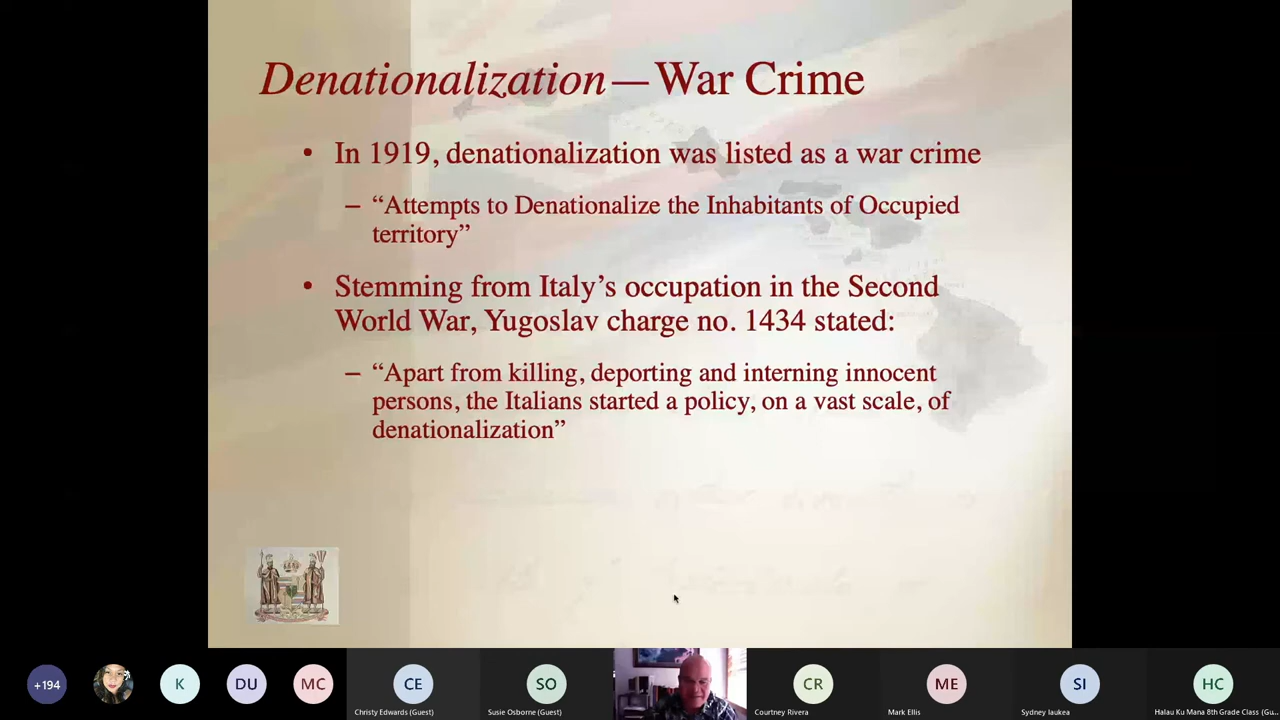 Denationalization—War Crime
• In 1919, denationalization was listed as a war crime
– “Attempts to Denationalize the Inhabitants of Occupied
territory”
• Stemming from Italy’s occupation in the Second
World War, Yugoslav charge no. 1434 stated:
– “Apart from killing, deporting and interning innocent
persons, the Italians started a policy, on a vast scale, of
denationalization”
+194
K
DU
MC
CE
SO
CR
ME
SI
HC
Christy Edwards (Guest)
Susie Osborne (Guest)
Courtney Rivera
Mark Ellis
Sydney Iaukea
Halau Ku Mana 8th Grade Class (Gu...